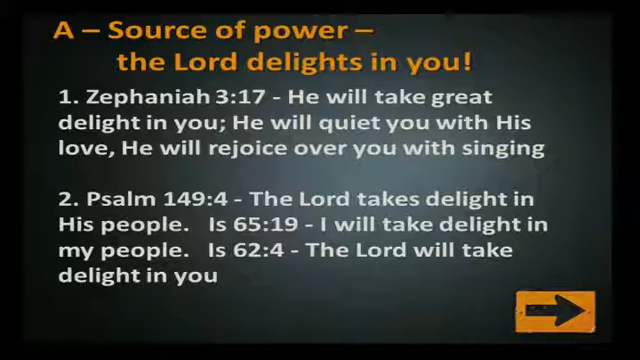 A – Source of power –
the Lord delights in you!
1. Zephaniah 3:17 - He will take great
delight in you; He will quiet you with His
love, He will rejoice over you with singing
2. Psalm 149:4 - The Lord takes delight in
His people.   Is 65:19 - I will take delight in
my people.   Is 62:4 - The Lord will take
delight in you